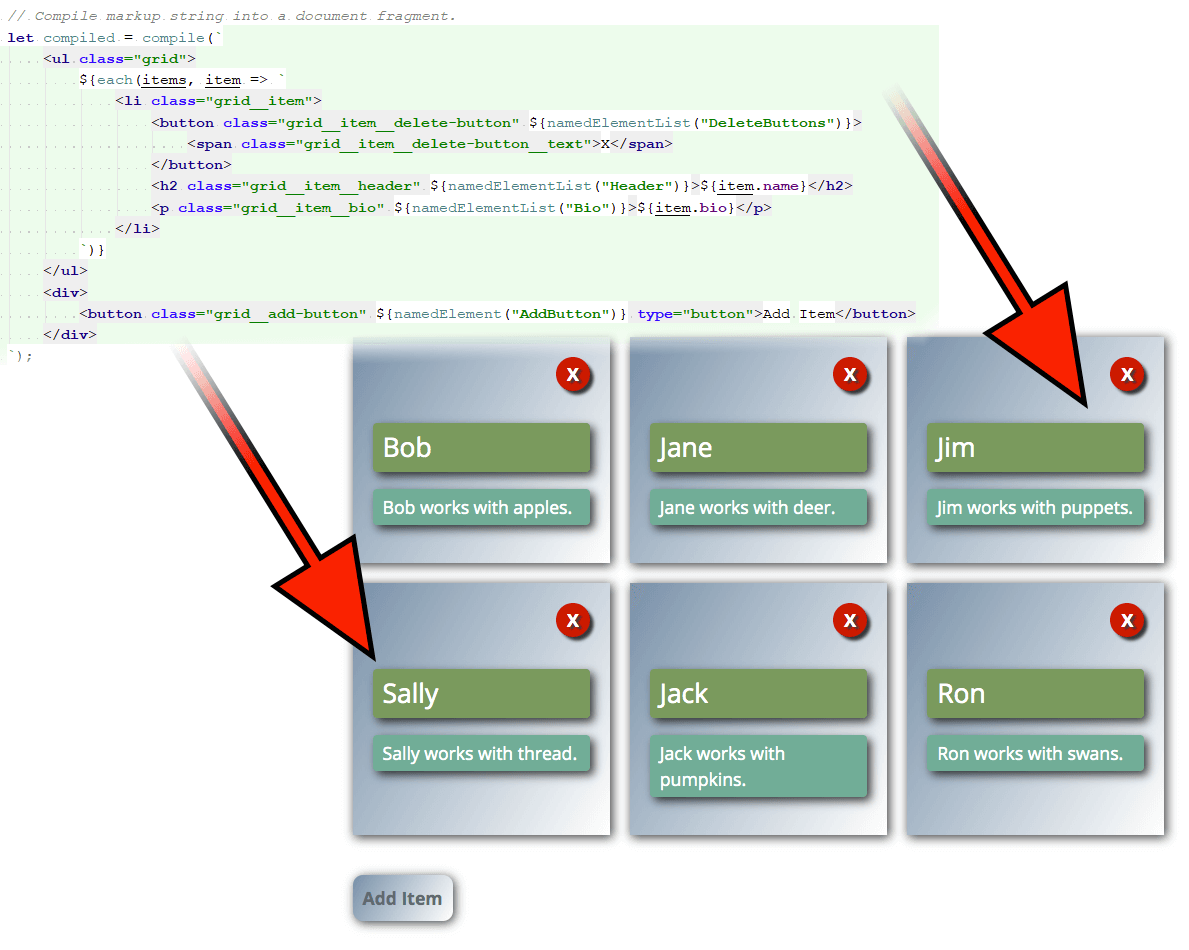 // Compile markup string into a document fragment.
let compiled = compile(`
<ul class="grid">
${each(items, item => `
<li class="grid__item">
<button class="grid__item__delete-button" ${namedElementList("DeleteButtons")}>
<span class="grid__item__delete-button__text">X</span>
</button>
<h2 class="grid__item__header" ${namedElementList("Header")}>${item.name}</h2>
<p class="grid__item__bio" ${namedElementList("Bio")}>${item.bio}</p>
</li>
`)}
</ul>
<div>
<button class="grid__add-button" ${namedElement("AddButton")} type="button">Add Item</button>
</div>
`);
X
Bob
Bob works with apples.
X
Jane
Jane works with deer.
X
Jim
Jim works with puppets.
X
Sally
Sally works with thread.
X
Jack
Jack works with
pumpkins.
X
Ron
Ron works with swans.
Add Item